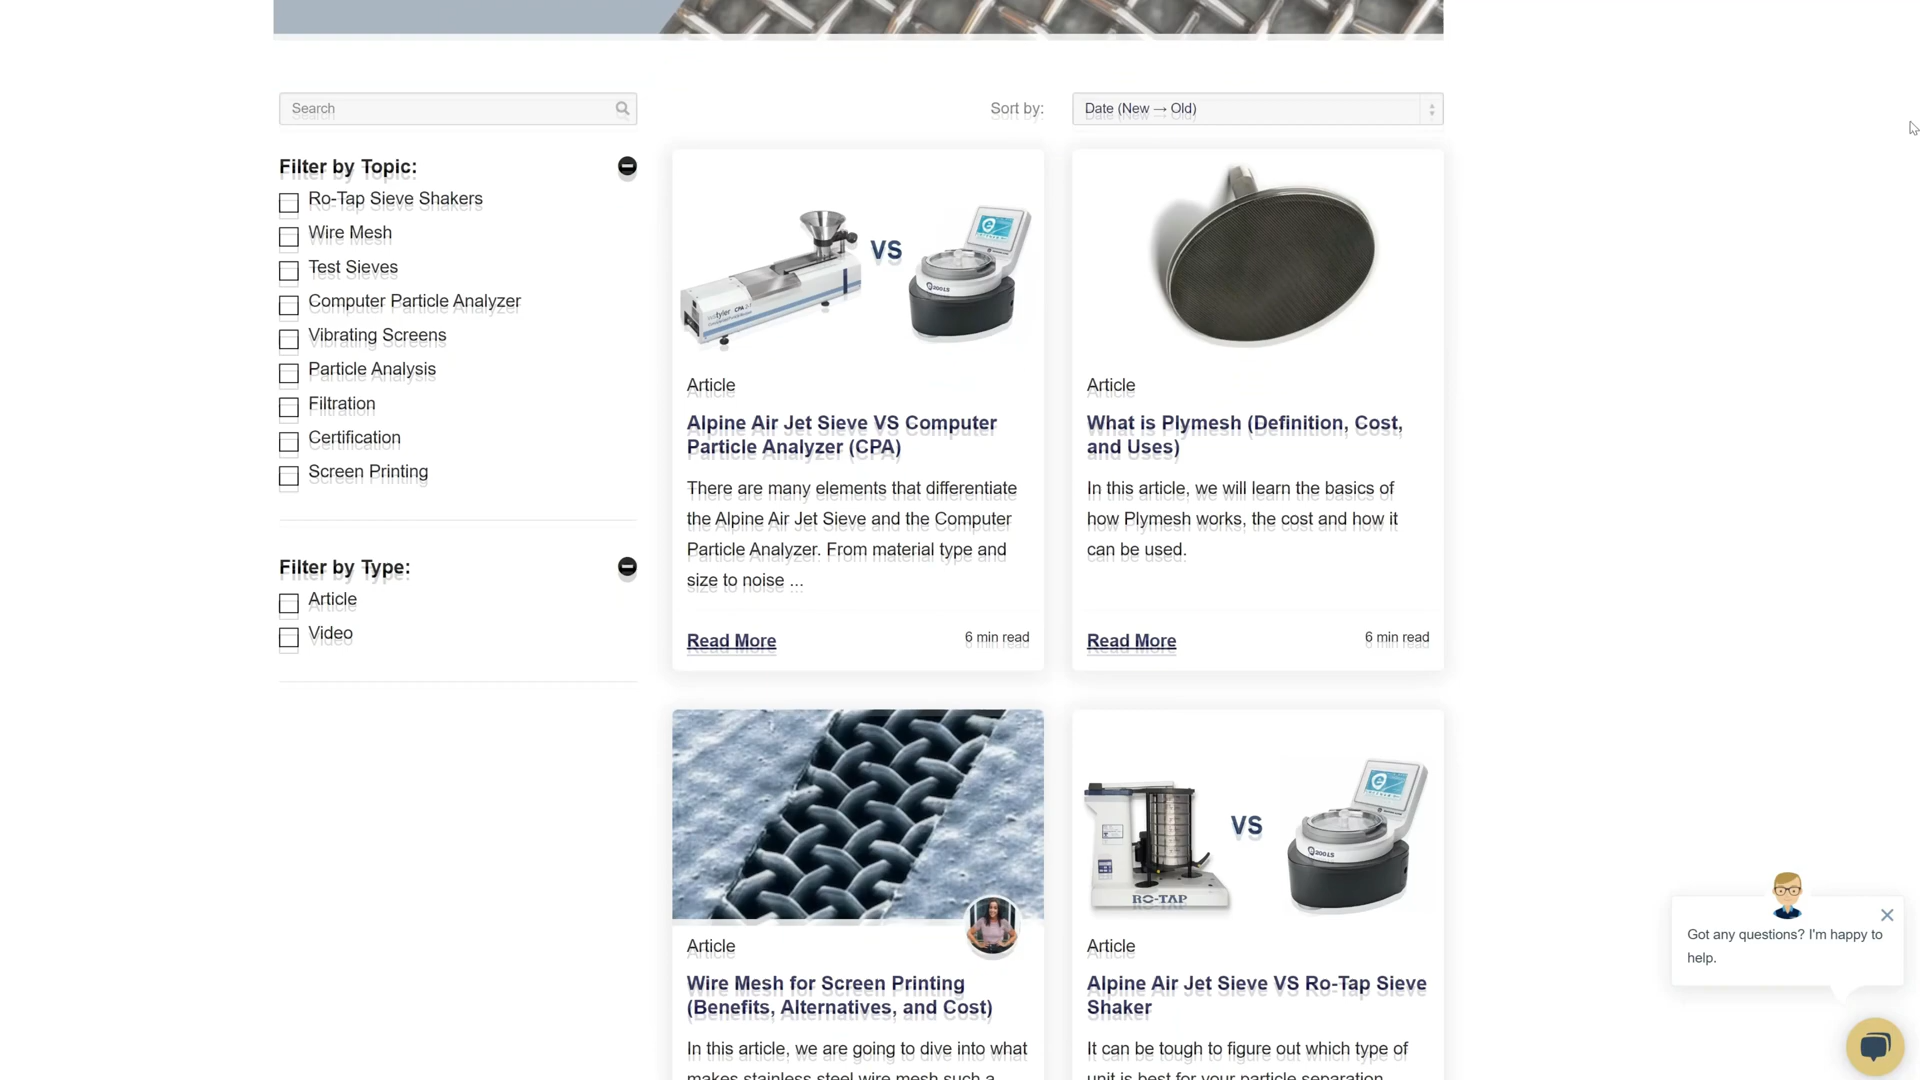 Search
Sort by:
Date (New → Old)
Filter by Topic:
Ro-Tap Sieve Shakers
Wire Mesh
Test Sieves
Computer Particle Analyzer
Vibrating Screens
Particle Analysis
Filtration
Certification
Screen Printing
Filter by Type:
Article
Video
VS
Article
Alpine Air Jet Sieve VS Computer
Particle Analyzer (CPA)
There are many elements that differentiate
the Alpine Air Jet Sieve and the Computer
Particle Analyzer. From material type and
size to noise ...
Read More
6 min read
Article
What is Plymesh (Definition, Cost,
and Uses)
In this article, we will learn the basics of
how Plymesh works, the cost and how it
can be used.
Read More
6 min read
Article
Wire Mesh for Screen Printing
(Benefits, Alternatives, and Cost)
In this article, we are going to dive into what
makes stainless steel wire mesh such a
VS
RO-TAP
Article
Alpine Air Jet Sieve VS Ro-Tap Sieve
Shaker
It can be tough to figure out which type of
unit is best for your particle separation
Got any questions? I'm happy to
help.